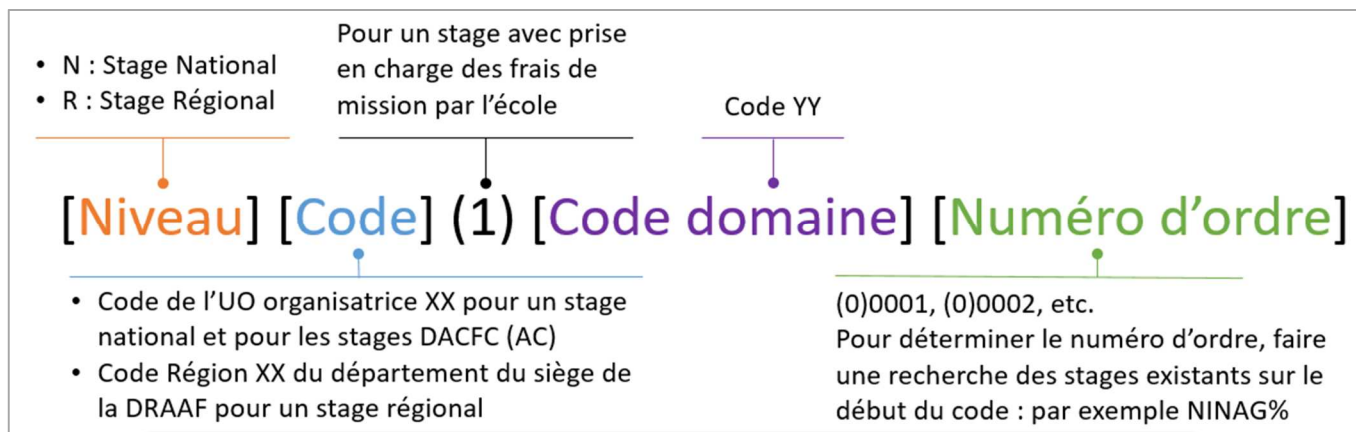 • N : Stage National
• R : Stage Régional
Pour un stage avec prise
en charge des frais de
mission par l'école
Code YY
[Niveau] [Code] (1) [Code domaine] [Numéro d'ordre]
• Code de l'UO organisatrice XX pour un stage
national et pour les stages DACFC (AC)
• Code Région XX du département du siège de
la DRAAF pour un stage régional
(0)0001, (0)0002, etc.
Pour déterminer le numéro d'ordre, faire
une recherche des stages existants sur le
début du code : par exemple NINAG%